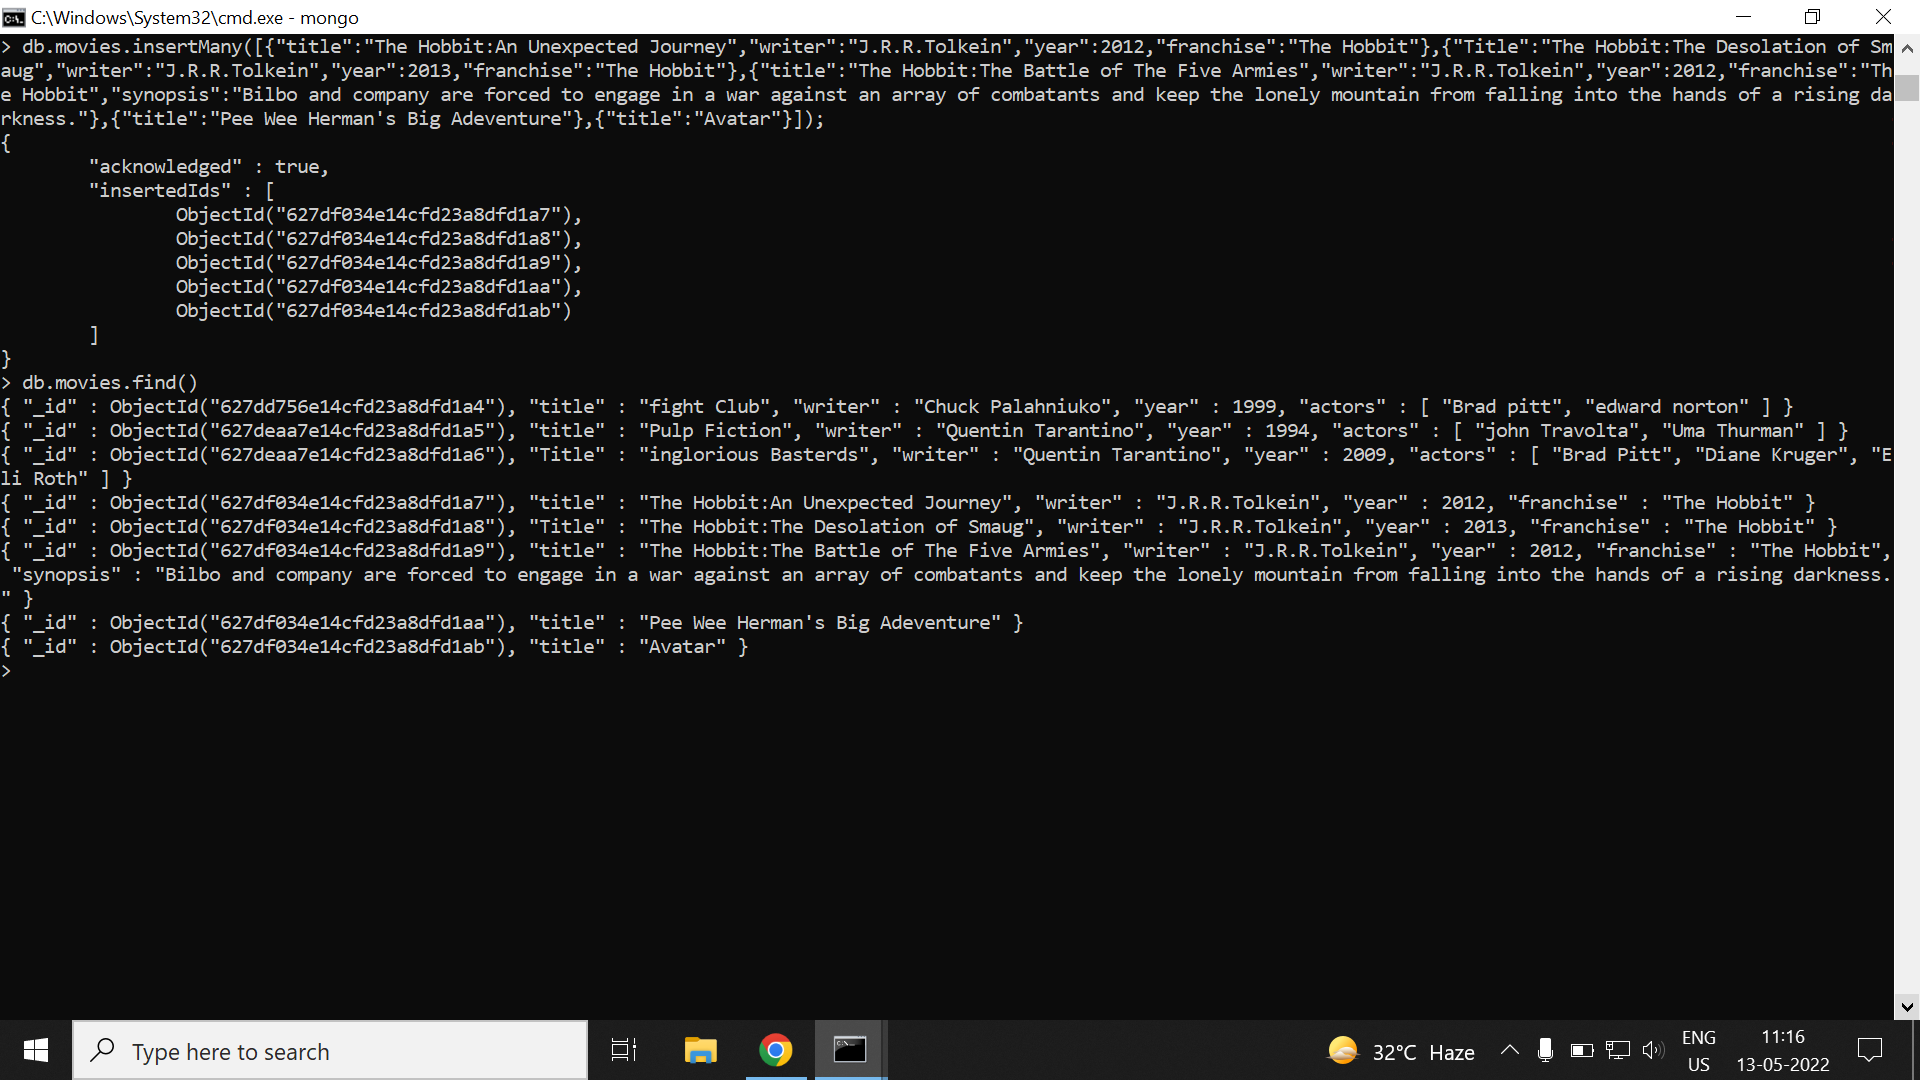 C:\Windows\System32\cmd.exe - mongo
> db.movies.insertMany([{"title":"The Hobbit:An Unexpected Journey","writer":"J.R.R.Tolkein","year":2012,"franchise":"The Hobbit"},{"Title":"The Hobbit:The Desolation of Sm
aug","writer":"J.R.R.Tolkein","year":2013,"franchise":"The Hobbit"},{"title":"The Hobbit:The Battle of The Five Armies","writer":"J.R.R.Tolkein","year":2012,"franchise":"Th
e Hobbit","synopsis":"Bilbo and company are forced to engage in a war against an array of combatants and keep the lonely mountain from falling into the hands of a rising da
rkness."},{"title":"Pee Wee Herman's Big Adeventure"},{"title":"Avatar"}]);
{
"acknowledged" : true,
"insertedIds" : [
ObjectId("627df034e14cfd23a8dfd1a7"),
ObjectId("627df034e14cfd23a8dfd1a8"),
ObjectId("627df034e14cfd23a8dfd1a9"),
ObjectId("627df034e14cfd23a8dfd1aa"),
ObjectId("627df034e14cfd23a8dfd1ab")
]
}
> db.movies.find()
{ "_id" : ObjectId("627dd756e14cfd23a8dfd1a4"), "title" : "fight Club", "writer" : "Chuck Palahniuko", "year" : 1999, "actors" : [ "Brad pitt", "edward norton" ] }
{ "_id" : ObjectId("627deaa7e14cfd23a8dfd1a5"), "title" : "Pulp Fiction", "writer" : "Quentin Tarantino", "year" : 1994, "actors" : [ "john Travolta", "Uma Thurman" ] }
{ "_id" : ObjectId("627deaa7e14cfd23a8dfd1a6"), "Title" : "inglorious Basterds", "writer" : "Quentin Tarantino", "year" : 2009, "actors" : [ "Brad Pitt", "Diane Kruger", "E
li Roth" ] }
{ "_id" : ObjectId("627df034e14cfd23a8dfd1a7"), "title" : "The Hobbit:An Unexpected Journey", "writer" : "J.R.R.Tolkein", "year" : 2012, "franchise" : "The Hobbit" }
{ "_id" : ObjectId("627df034e14cfd23a8dfd1a8"), "Title" : "The Hobbit:The Desolation of Smaug", "writer" : "J.R.R.Tolkein", "year" : 2013, "franchise" : "The Hobbit" }
{ "_id" : ObjectId("627df034e14cfd23a8dfd1a9"), "title" : "The Hobbit:The Battle of The Five Armies", "writer" : "J.R.R.Tolkein", "year" : 2012, "franchise" : "The Hobbit",
"synopsis" : "Bilbo and company are forced to engage in a war against an array of combatants and keep the lonely mountain from falling into the hands of a rising darkness.
" }
{ "_id" : ObjectId("627df034e14cfd23a8dfd1aa"), "title" : "Pee Wee Herman's Big Adeventure" }
{ "_id" : ObjectId("627df034e14cfd23a8dfd1ab"), "title" : "Avatar" }
>
Type here to search
32°C Haze
ENG
US
11:16
13-05-2022